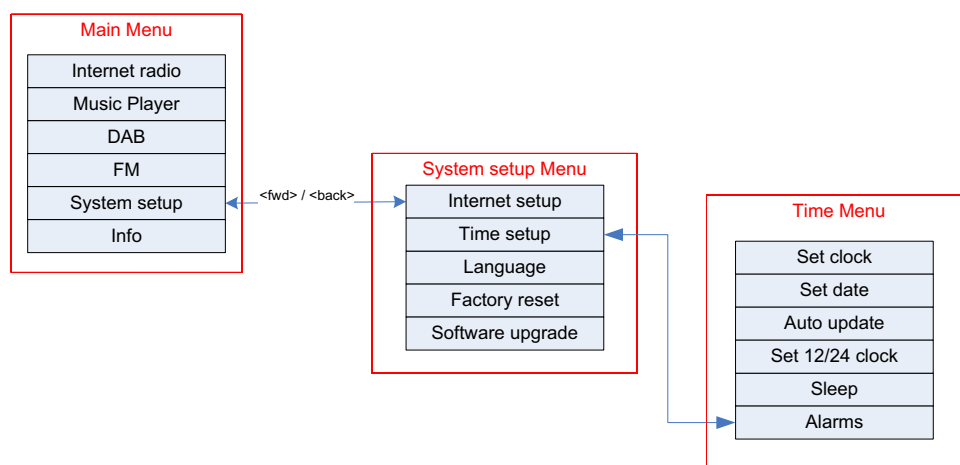 Main Menu
Internet radio
Music Player
DAB
FM
System setup
Info
<fwd> / <back>
System setup Menu
Internet setup
Time setup
Language
Factory reset
Software upgrade
Time Menu
Set clock
Set date
Auto update
Set 12/24 clock
Sleep
Alarms